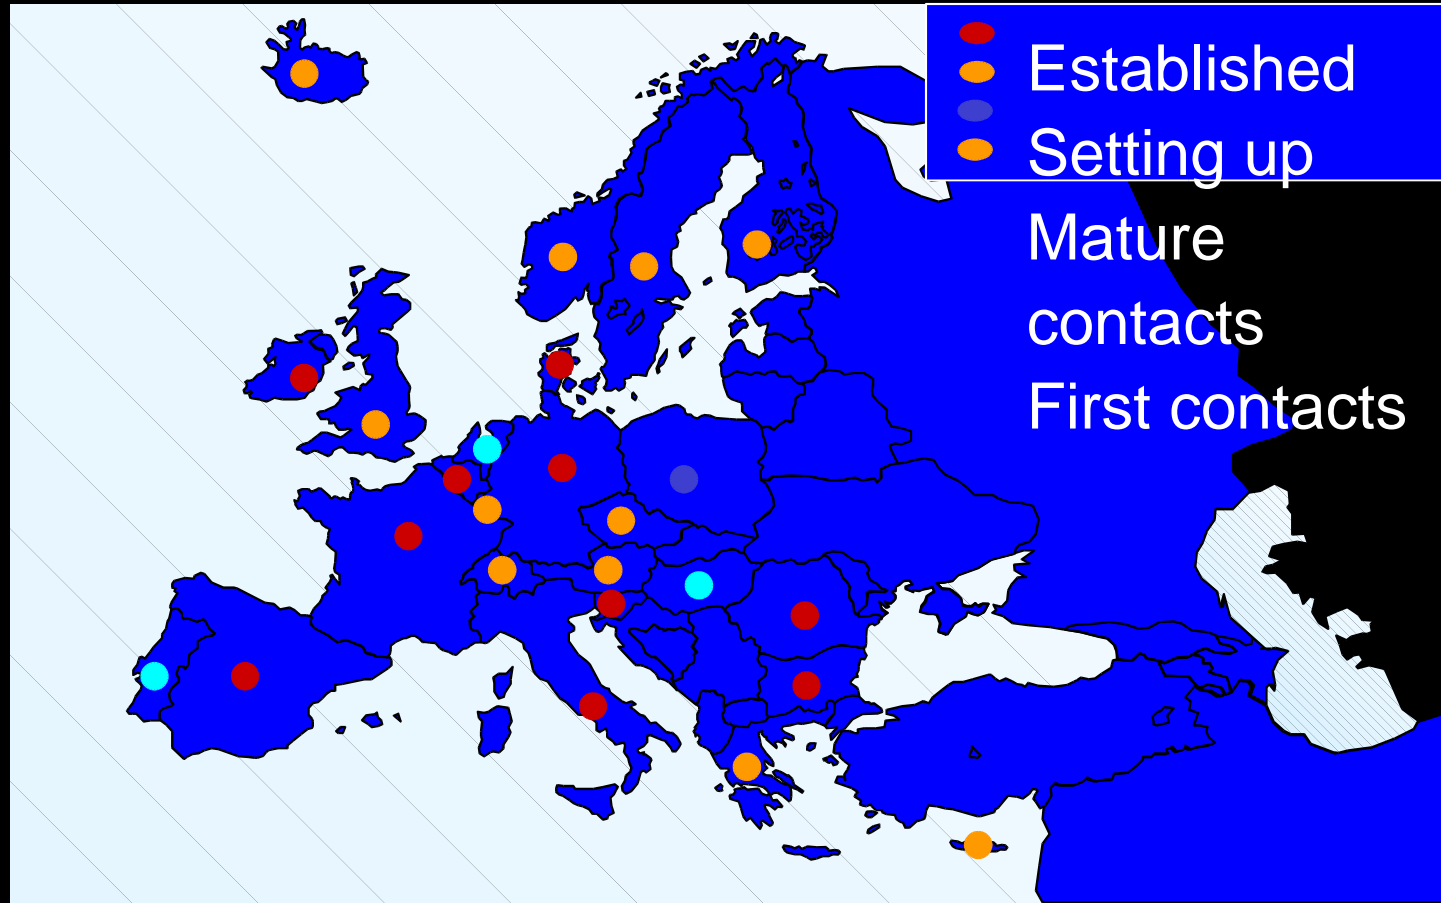 Established
Setting up
Mature
contacts
First contacts